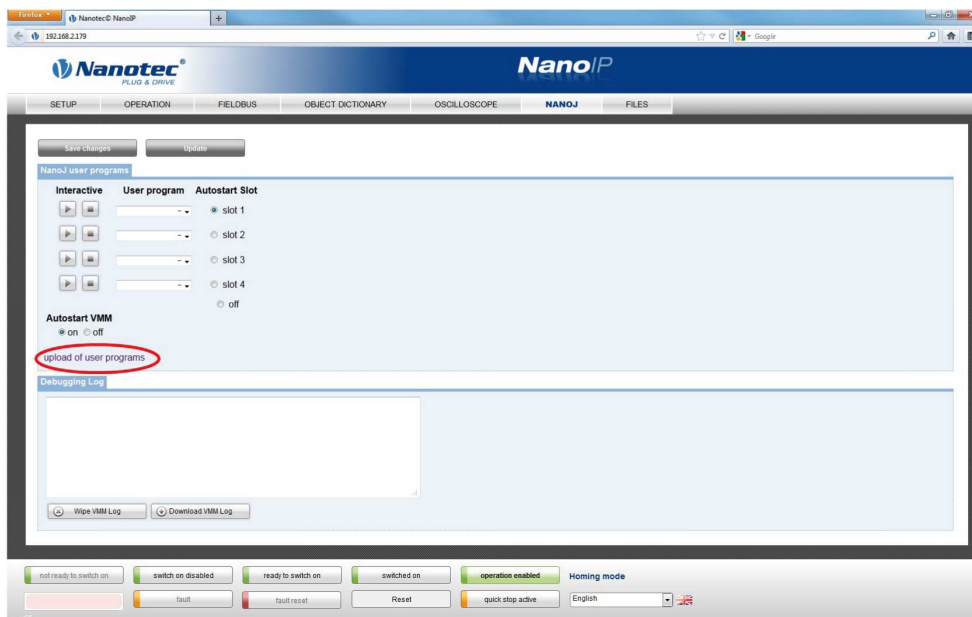 Firefox
Nanotec© NanoIP
192.168.2.179
Google
Nanotec®
PLUG & DRIVE
NanoIP
SETUP OPERATION FIELDBUS OBJECT DICTIONARY OSCILLOSCOPE NANOJ FILES
Save changes Update
NanoJ user programs
Interactive User program Autostart Slot
- slot 1
- slot 2
- slot 3
- slot 4
off
Autostart VMM
on off
upload of user programs
Debugging Log
Wipe VMM Log Download VMM Log
not ready to switch on switch on disabled ready to switch on switched on operation enabled Homing mode
fault fault reset Reset quick stop active English